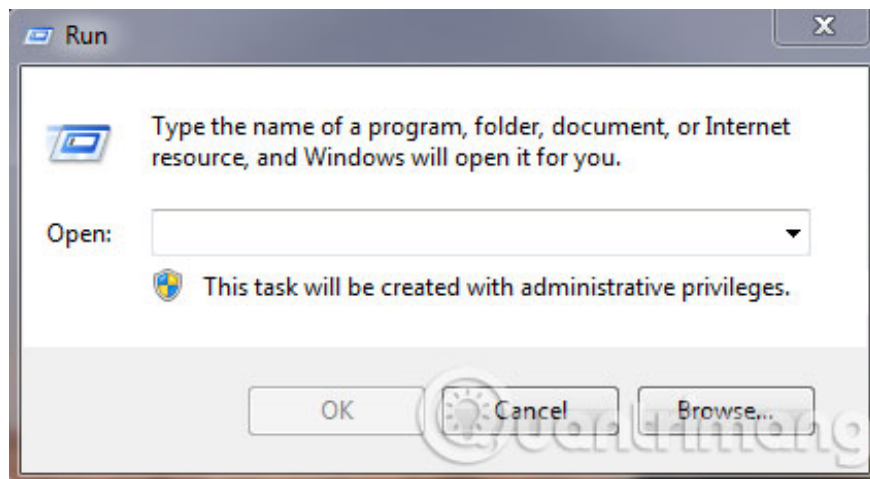 Run
Type the name of a program, folder, document, or Internet
resource, and Windows will open it for you.
Open:
This task will be created with administrative privileges.
OK Cancel Browse...
Quantrimang